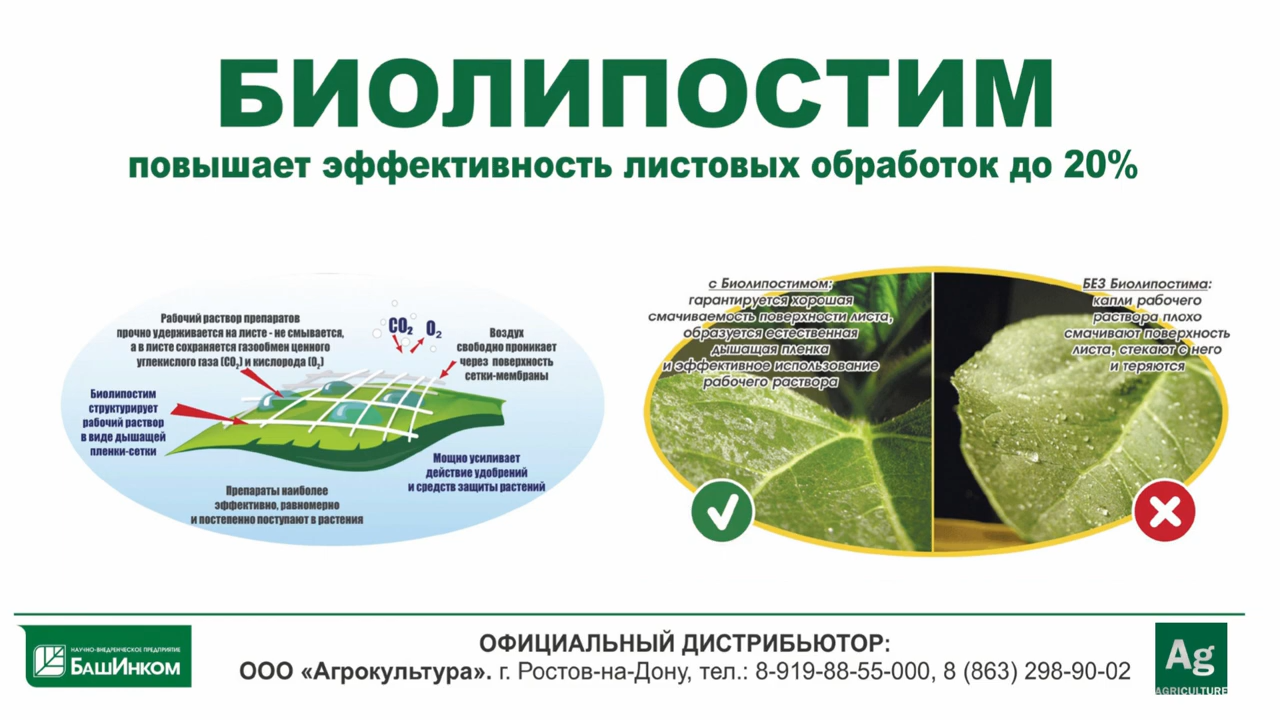 БИОЛИПОСТИМ
повышает эффективность листовых обработок до 20%
Рабочий раствор препаратов
прочно удерживается на листе - не смывается,
а в листе сохраняется газообмен ценного
углекислого газа (CO2) и кислорода (O2)
CO2
O2
Воздух
свободно проникает
через поверхность
сетки-мембраны
Биолипостим
структурирует
рабочий раствор
в виде дышащей
пленки-сетки
Мощно усиливает
действие удобрений
и средств защиты растений
Препараты наиболее
эффективно, равномерно
и постепенно поступают в растения
с Биолипостимом:
гарантируется хорошая
смачиваемость поверхности листа,
образуется естественная
дышащая пленка
и эффективное использование
рабочего раствора
БЕЗ Биолипостима:
капли рабочего
раствора плохо
смачивают поверхность
листа, стекают с него
и теряются
НАУЧНО-ВНЕДРЕНЧЕСКОЕ ПРЕДПРИЯТИЕ
БашИнком
ОФИЦИАЛЬНЫЙ ДИСТРИБЬЮТОР:
ООО «Агрокультура». г. Ростов-на-Дону, тел.: 8-919-88-55-000, 8 (863) 298-90-02
Ag
AGRICULTURE